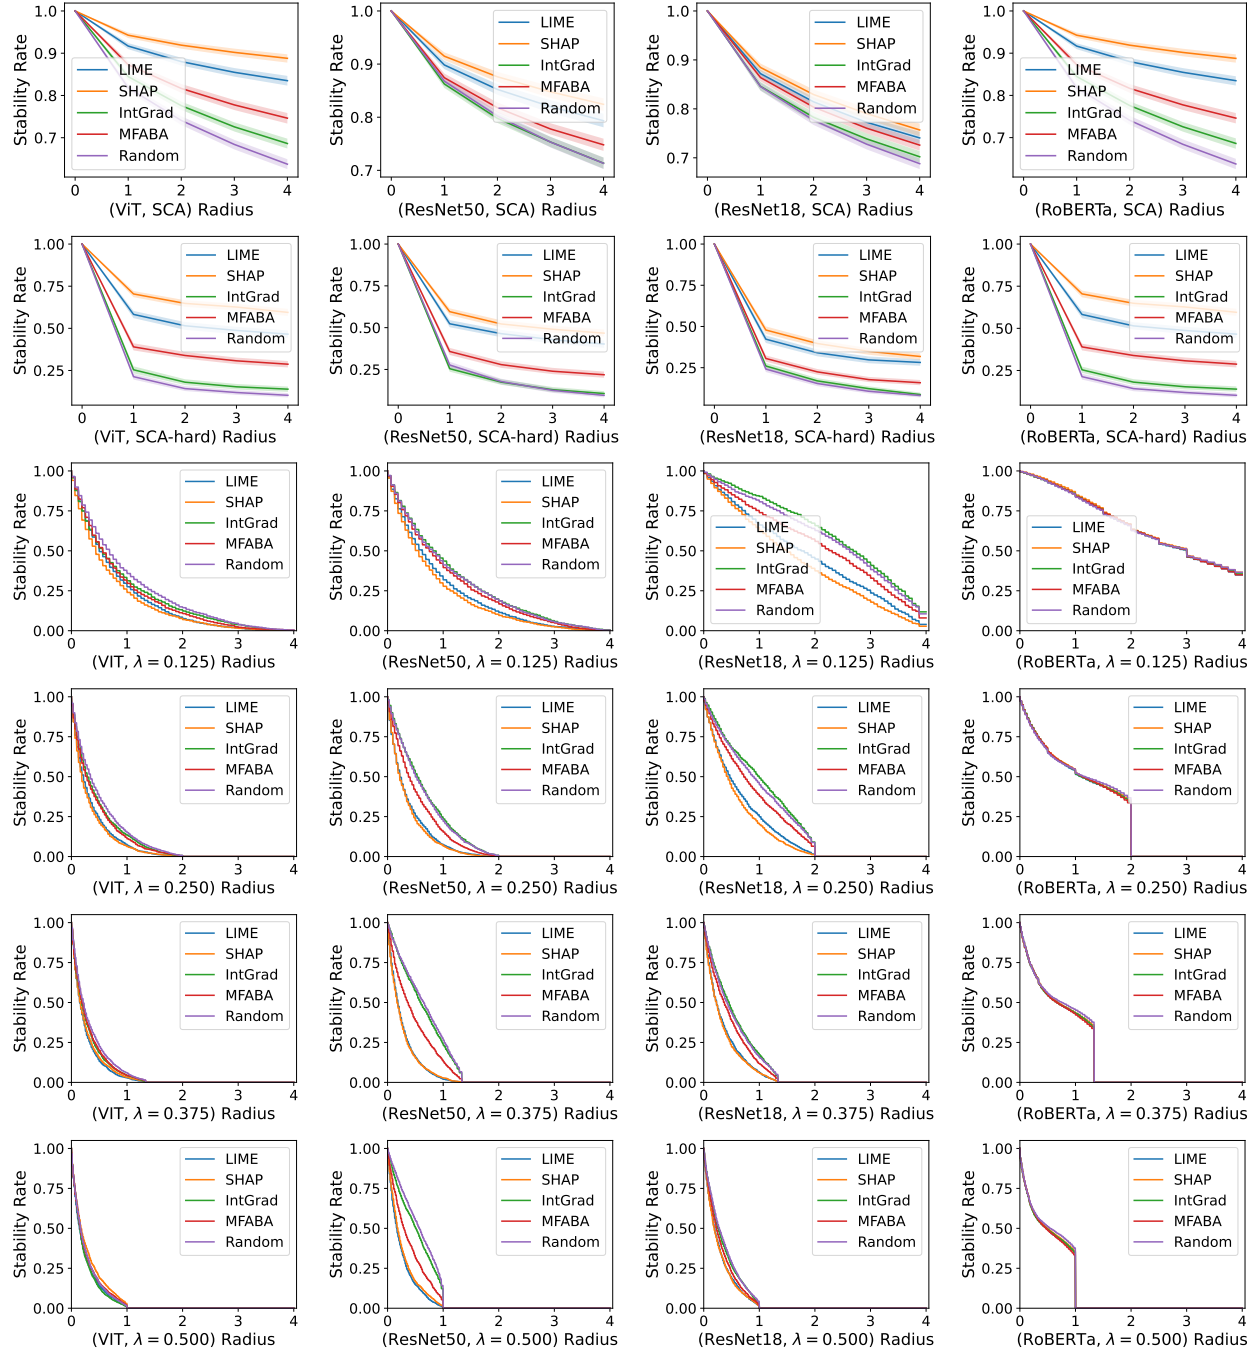 Stability Rate
1.0
0.9
0.8
0.7
LIME
SHAP
IntGrad
MFABA
Random
0 1 2 3 4
(ViT, SCA) Radius
Stability Rate
1.0
0.9
0.8
0.7
LIME
SHAP
IntGrad
MFABA
Random
0 1 2 3 4
(ResNet50, SCA) Radius
Stability Rate
1.0
0.9
0.8
0.7
LIME
SHAP
IntGrad
MFABA
Random
0 1 2 3 4
(ResNet18, SCA) Radius
Stability Rate
1.0
0.9
0.8
0.7
LIME
SHAP
IntGrad
MFABA
Random
0 1 2 3 4
(RoBERTa, SCA) Radius
Stability Rate
1.00
0.75
0.50
0.25
LIME
SHAP
IntGrad
MFABA
Random
0 1 2 3 4
(ViT, SCA-hard) Radius
Stability Rate
1.00
0.75
0.50
0.25
LIME
SHAP
IntGrad
MFABA
Random
0 1 2 3 4
(ResNet50, SCA-hard) Radius
Stability Rate
1.00
0.75
0.50
0.25
LIME
SHAP
IntGrad
MFABA
Random
0 1 2 3 4
(ResNet18, SCA-hard) Radius
Stability Rate
1.00
0.75
0.50
0.25
LIME
SHAP
IntGrad
MFABA
Random
0 1 2 3 4
(RoBERTa, SCA-hard) Radius
Stability Rate
1.00
0.75
0.50
0.25
0.00
LIME
SHAP
IntGrad
MFABA
Random
0 1 2 3 4
(VIT, λ = 0.125) Radius
Stability Rate
1.00
0.75
0.50
0.25
0.00
LIME
SHAP
IntGrad
MFABA
Random
0 1 2 3 4
(ResNet50, λ = 0.125) Radius
Stability Rate
1.00
0.75
0.50
0.25
0.00
LIME
SHAP
IntGrad
MFABA
Random
0 1 2 3 4
(ResNet18, λ = 0.125) Radius
Stability Rate
1.00
0.75
0.50
0.25
0.00
LIME
SHAP
IntGrad
MFABA
Random
0 1 2 3 4
(RoBERTa, λ = 0.125) Radius
Stability Rate
1.00
0.75
0.50
0.25
0.00
LIME
SHAP
IntGrad
MFABA
Random
0 1 2 3 4
(VIT, λ = 0.250) Radius
Stability Rate
1.00
0.75
0.50
0.25
0.00
LIME
SHAP
IntGrad
MFABA
Random
0 1 2 3 4
(ResNet50, λ = 0.250) Radius
Stability Rate
1.00
0.75
0.50
0.25
0.00
LIME
SHAP
IntGrad
MFABA
Random
0 1 2 3 4
(ResNet18, λ = 0.250) Radius
Stability Rate
1.00
0.75
0.50
0.25
0.00
LIME
SHAP
IntGrad
MFABA
Random
0 1 2 3 4
(RoBERTa, λ = 0.250) Radius
Stability Rate
1.00
0.75
0.50
0.25
0.00
LIME
SHAP
IntGrad
MFABA
Random
0 1 2 3 4
(VIT, λ = 0.375) Radius
Stability Rate
1.00
0.75
0.50
0.25
0.00
LIME
SHAP
IntGrad
MFABA
Random
0 1 2 3 4
(ResNet50, λ = 0.375) Radius
Stability Rate
1.00
0.75
0.50
0.25
0.00
LIME
SHAP
IntGrad
MFABA
Random
0 1 2 3 4
(ResNet18, λ = 0.375) Radius
Stability Rate
1.00
0.75
0.50
0.25
0.00
LIME
SHAP
IntGrad
MFABA
Random
0 1 2 3 4
(RoBERTa, λ = 0.375) Radius
Stability Rate
1.00
0.75
0.50
0.25
0.00
LIME
SHAP
IntGrad
MFABA
Random
0 1 2 3 4
(VIT, λ = 0.500) Radius
Stability Rate
1.00
0.75
0.50
0.25
0.00
LIME
SHAP
IntGrad
MFABA
Random
0 1 2 3 4
(ResNet50, λ = 0.500) Radius
Stability Rate
1.00
0.75
0.50
0.25
0.00
LIME
SHAP
IntGrad
MFABA
Random
0 1 2 3 4
(ResNet18, λ = 0.500) Radius
Stability Rate
1.00
0.75
0.50
0.25
0.00
LIME
SHAP
IntGrad
MFABA
Random
0 1 2 3 4
(RoBERTa, λ = 0.500) Radius